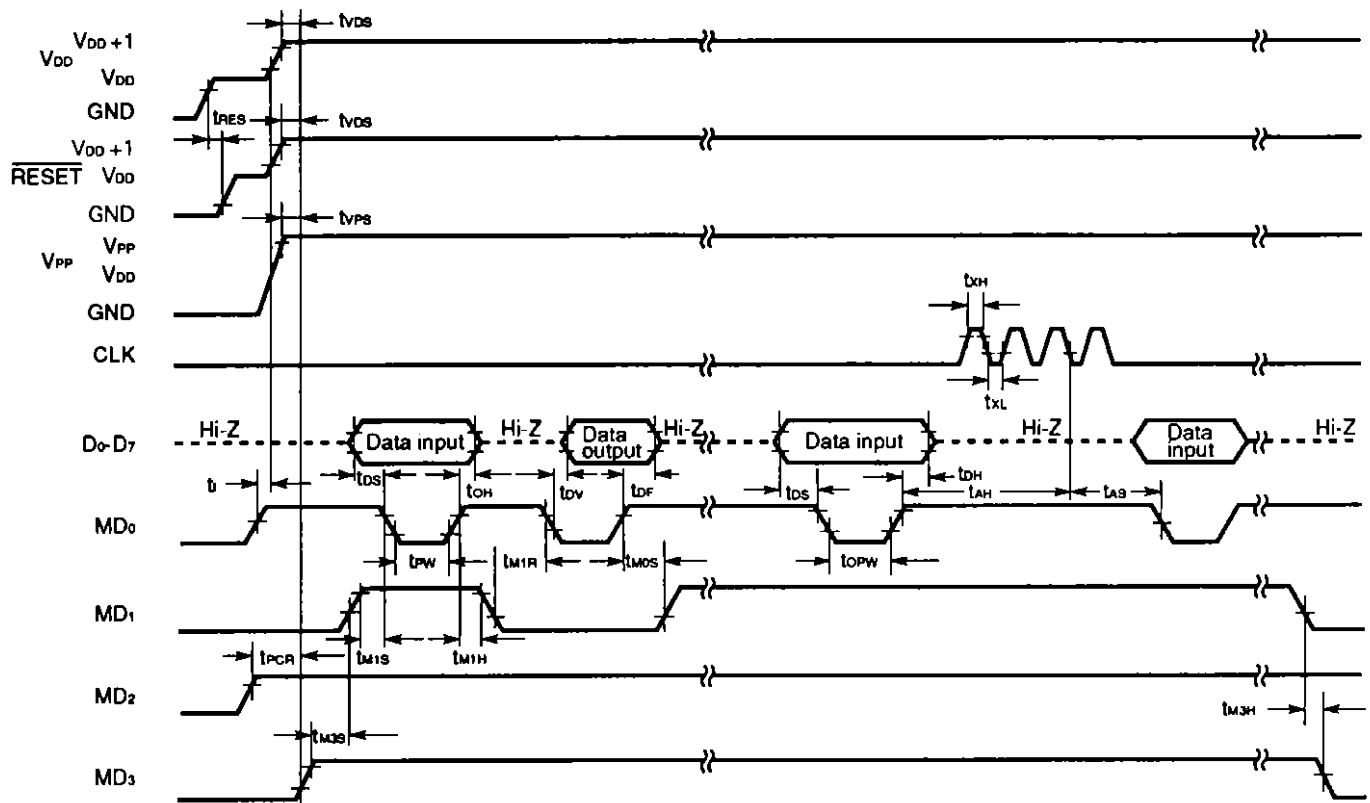 tVDS
VDD +1
VDD
VDD
GND
tRES
tVDS
VDD +1
RESET VDD
GND
tVPS
VPP
VPP
VDD
GND
tXH
CLK
tXL
D0-D7 Hi-Z Data input Hi-Z Data output Hi-Z Data input Hi-Z Data input Hi-Z
tI tDS tOH tDV tDF tDS tDH tAH tAS
MD0
tPW tM1R tM0S tOPW
MD1
tPCR tM1S tM1H
MD2
tM3S tM3H
MD3